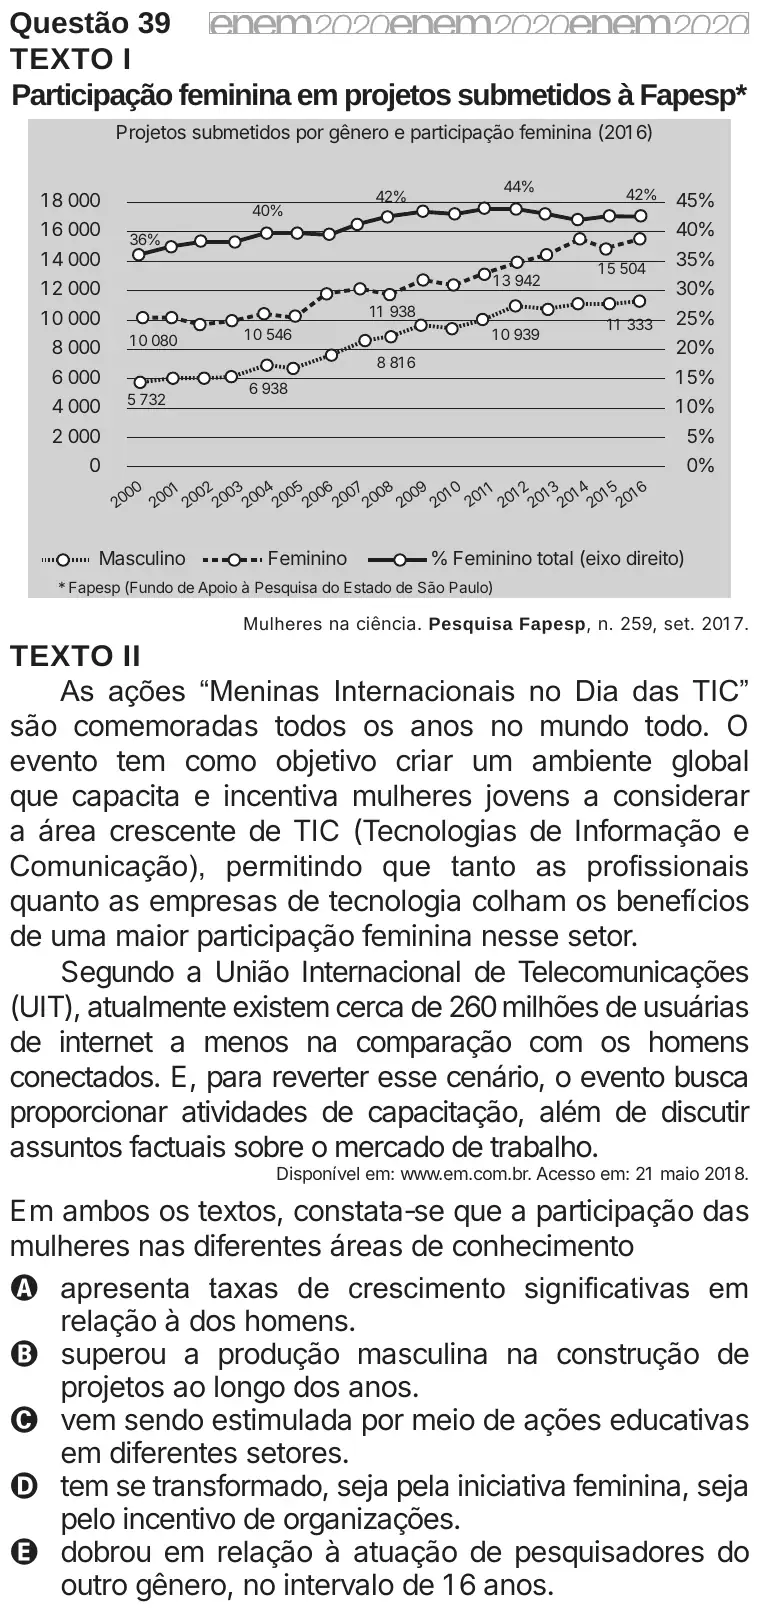 Questão 39
enem2020enem2020enem2020
TEXTO I
Participação feminina em projetos submetidos à Fapesp*
Projetos submetidos por gênero e participação feminina (2016)
18 000
16 000
14 000
12 000
10 000
8 000
6 000
4 000
2 000
0
45%
40%
35%
30%
25%
20%
15%
10%
5%
0%
36%
40%
42%
44%
42%
10 080
10 546
11 938
13 942
15 504
5 732
6 938
8 816
10 939
11 333
2000 2001 2002 2003 2004 2005 2006 2007 2008 2009 2010 2011 2012 2013 2014 2015 2016
Masculino Feminino % Feminino total (eixo direito)
* Fapesp (Fundo de Apoio à Pesquisa do Estado de São Paulo)
Mulheres na ciência. Pesquisa Fapesp, n. 259, set. 2017.
TEXTO II
As ações “Meninas Internacionais no Dia das TIC”
são comemoradas todos os anos no mundo todo. O
evento tem como objetivo criar um ambiente global
que capacita e incentiva mulheres jovens a considerar
a área crescente de TIC (Tecnologias de Informação e
Comunicação), permitindo que tanto as profissionais
quanto as empresas de tecnologia colham os benefícios
de uma maior participação feminina nesse setor.
Segundo a União Internacional de Telecomunicações
(UIT), atualmente existem cerca de 260 milhões de usuárias
de internet a menos na comparação com os homens
conectados. E, para reverter esse cenário, o evento busca
proporcionar atividades de capacitação, além de discutir
assuntos factuais sobre o mercado de trabalho.
Disponível em: www.em.com.br. Acesso em: 21 maio 2018.
Em ambos os textos, constata-se que a participação das
mulheres nas diferentes áreas de conhecimento
A apresenta taxas de crescimento significativas em
relação à dos homens.
B superou a produção masculina na construção de
projetos ao longo dos anos.
C vem sendo estimulada por meio de ações educativas
em diferentes setores.
D tem se transformado, seja pela iniciativa feminina, seja
pelo incentivo de organizações.
E dobrou em relação à atuação de pesquisadores do
outro gênero, no intervalo de 16 anos.